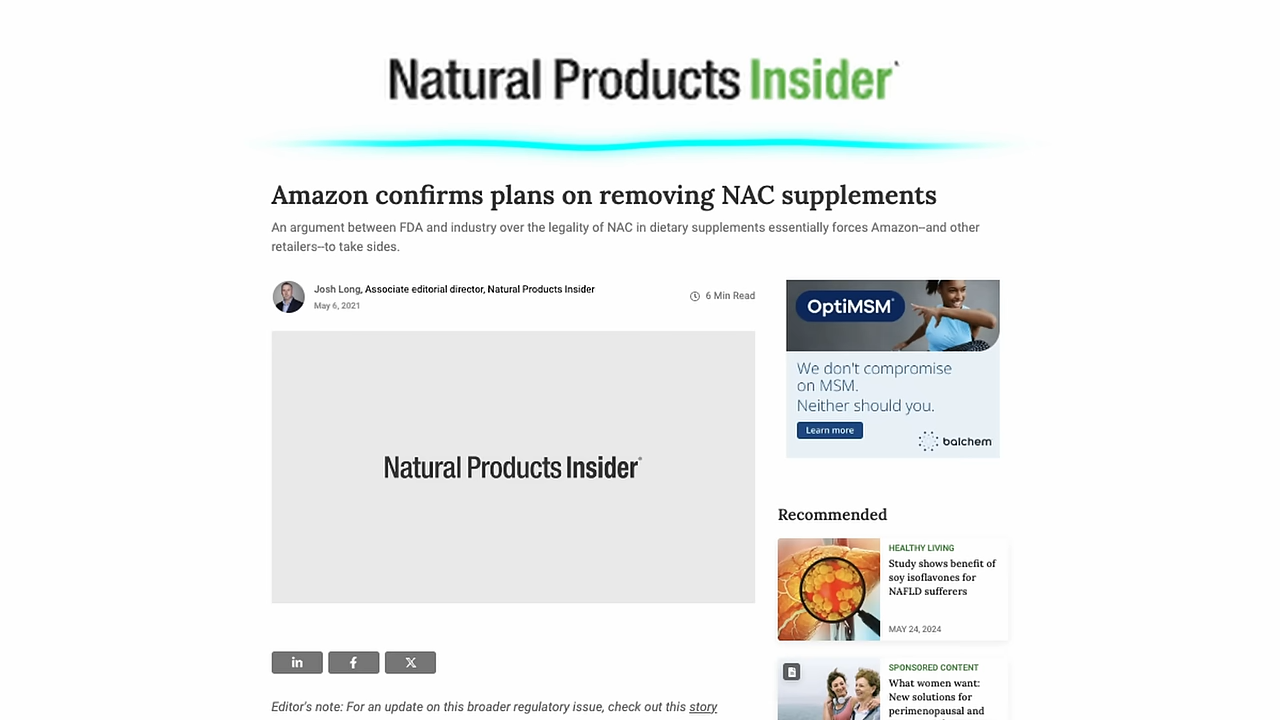 Natural Products Insider
Amazon confirms plans on removing NAC supplements
An argument between FDA and industry over the legality of NAC in dietary supplements essentially forces Amazon--and other
retailers--to take sides.
Josh Long, Associate editorial director, Natural Products Insider
May 6, 2021
6 Min Read
Natural Products Insider
OptiMSM®
We don't compromise
on MSM.
Neither should you.
Learn more
balchem
Recommended
HEALTHY LIVING
Study shows benefit of
soy isoflavones for
NAFLD sufferers
MAY 24, 2024
SPONSORED CONTENT
What women want:
New solutions for
perimenopausal and
Editor's note: For an update on this broader regulatory issue, check out this story